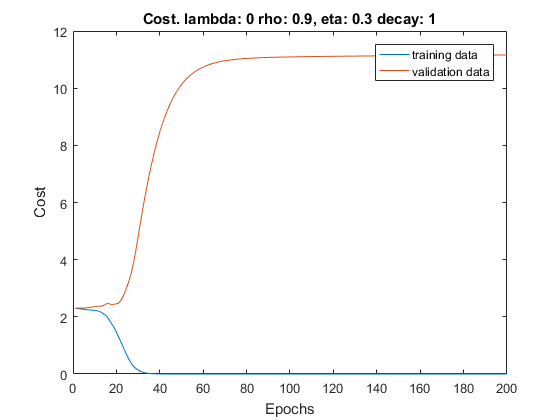 Cost. lambda: 0 rho: 0.9, eta: 0.3 decay: 1
training data
validation data
12
10
8
6
4
2
0
Cost
0 20 40 60 80 100 120 140 160 180 200
Epochs